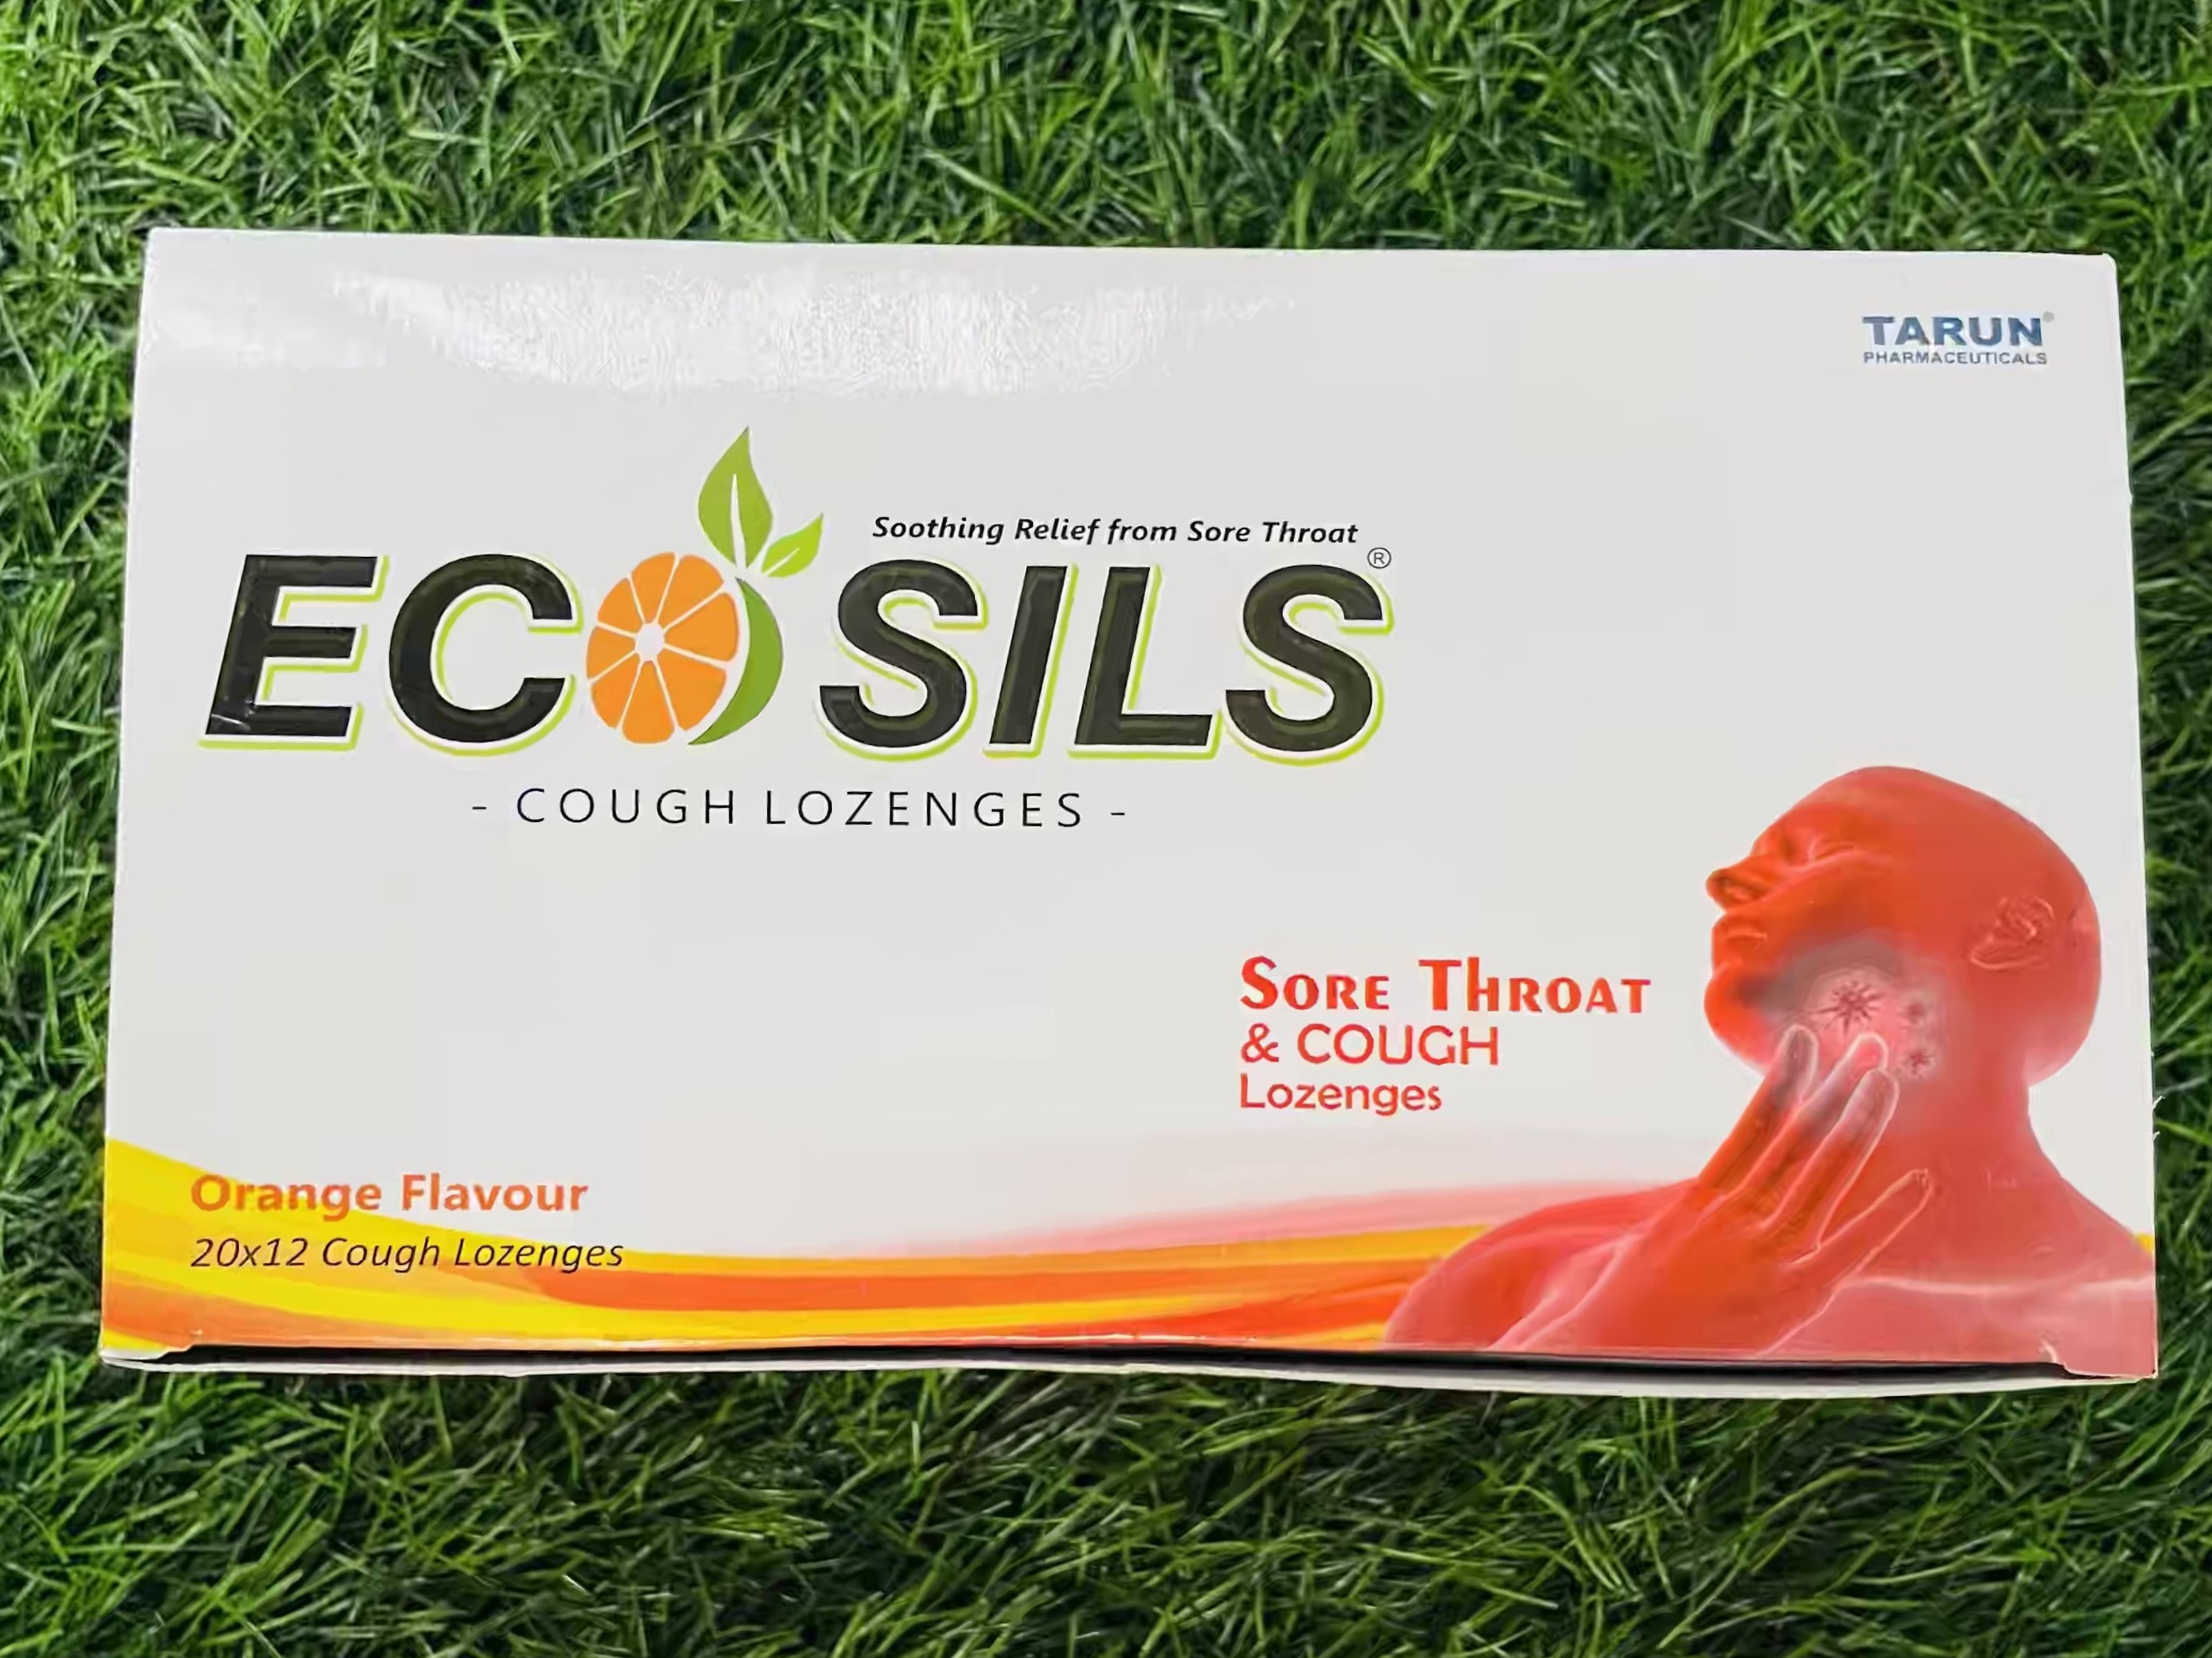 TARUN®
PHARMACEUTICALS
Soothing Relief from Sore Throat
ECOSILS®
- COUGH LOZENGES -
SORE THROAT
& COUGH
Lozenges
Orange Flavour
20x12 Cough Lozenges